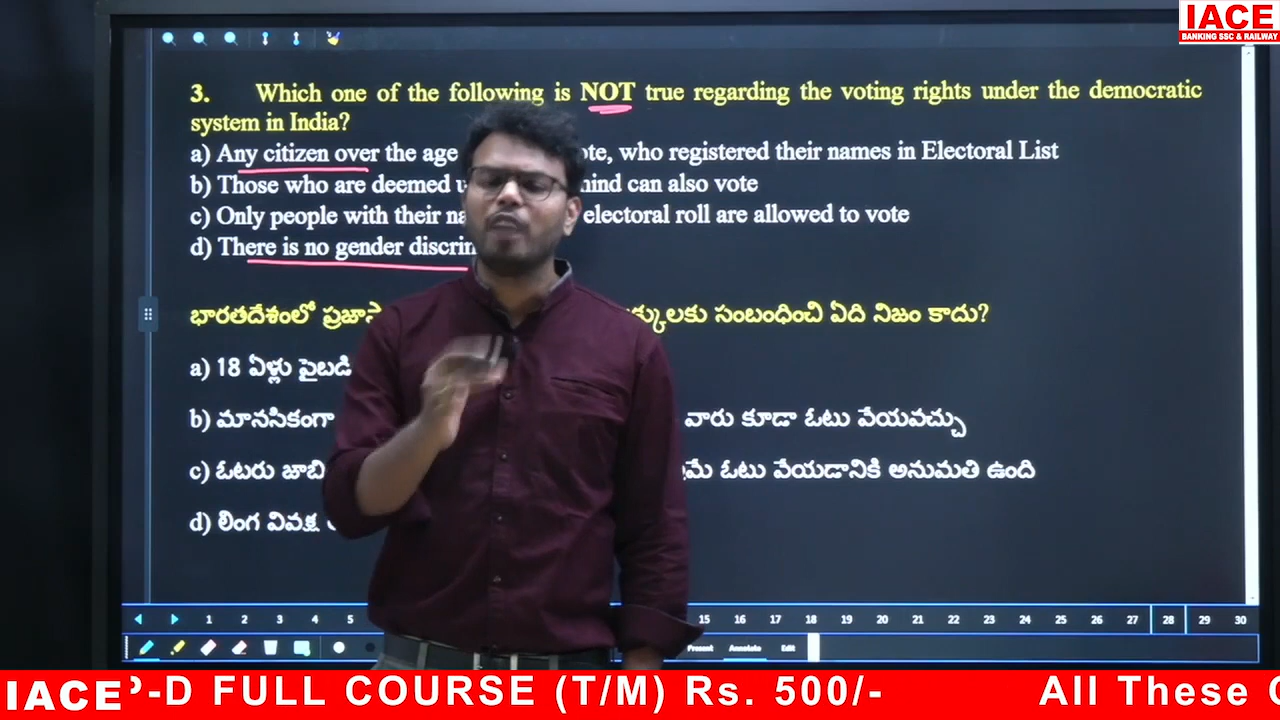 IACE
BANKING SSC & RAILWAY
3. Which one of the following is NOT true regarding the voting rights under the democratic
system in India?
a) Any citizen over the age ote, who registered their names in Electoral List
b) Those who are deemed mind can also vote
c) Only people with their electoral roll are allowed to vote
d) There is no gender
భారతదేశంలో సంబంధించి ఏది నిజం కాదు?
a) 18 ఏళ్లు పైబడి
b) మానసికంగా వారు కూడా ఓటు వేయవచ్చు
c) ఓటరు ఓటు వేయడానికి అనుమతి ఉంది
d) లింగ వివక్ష
1 2 3 4 5 15 16 17 18 19 20 21 22 23 24 25 26 27 28 29 30
Present Annotate Edit
IACE -D FULL COURSE (T/M) Rs. 500/- All These